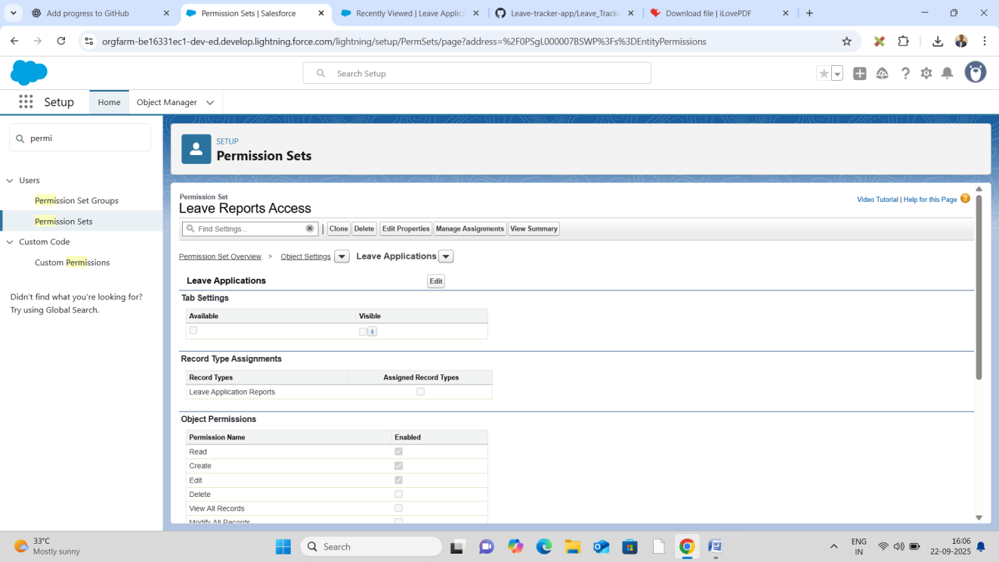 Add progress to GitHub
Permission Sets | Salesforce
Recently Viewed | Leave Applica
Leave-tracker-app/Leave_Tracke
Download file | iLovePDF
orgfarm-be16331ec1-dev-ed.develop.lightning.force.com/lightning/setup/PermSets/page?address=%2F0PSgL000007BSWP%3Fs%3DEntityPermissions
Search Setup
Setup
Home
Object Manager
permi
Users
Permission Set Groups
Permission Sets
Custom Code
Custom Permissions
Didn't find what you're looking for?
Try using Global Search.
SETUP
Permission Sets
Permission Set
Leave Reports Access
Video Tutorial | Help for this Page
Find Settings... | Clone Delete Edit Properties Manage Assignments View Summary
Permission Set Overview > Object Settings Leave Applications
Leave Applications Edit
Tab Settings
Available Visible
Record Type Assignments
Record Types Assigned Record Types
Leave Application Reports
Object Permissions
Permission Name Enabled
Read
Create
Edit
Delete
View All Records
Modify All Records
33°C
Mostly sunny
Search
ENG
IN
16:06
22-09-2025